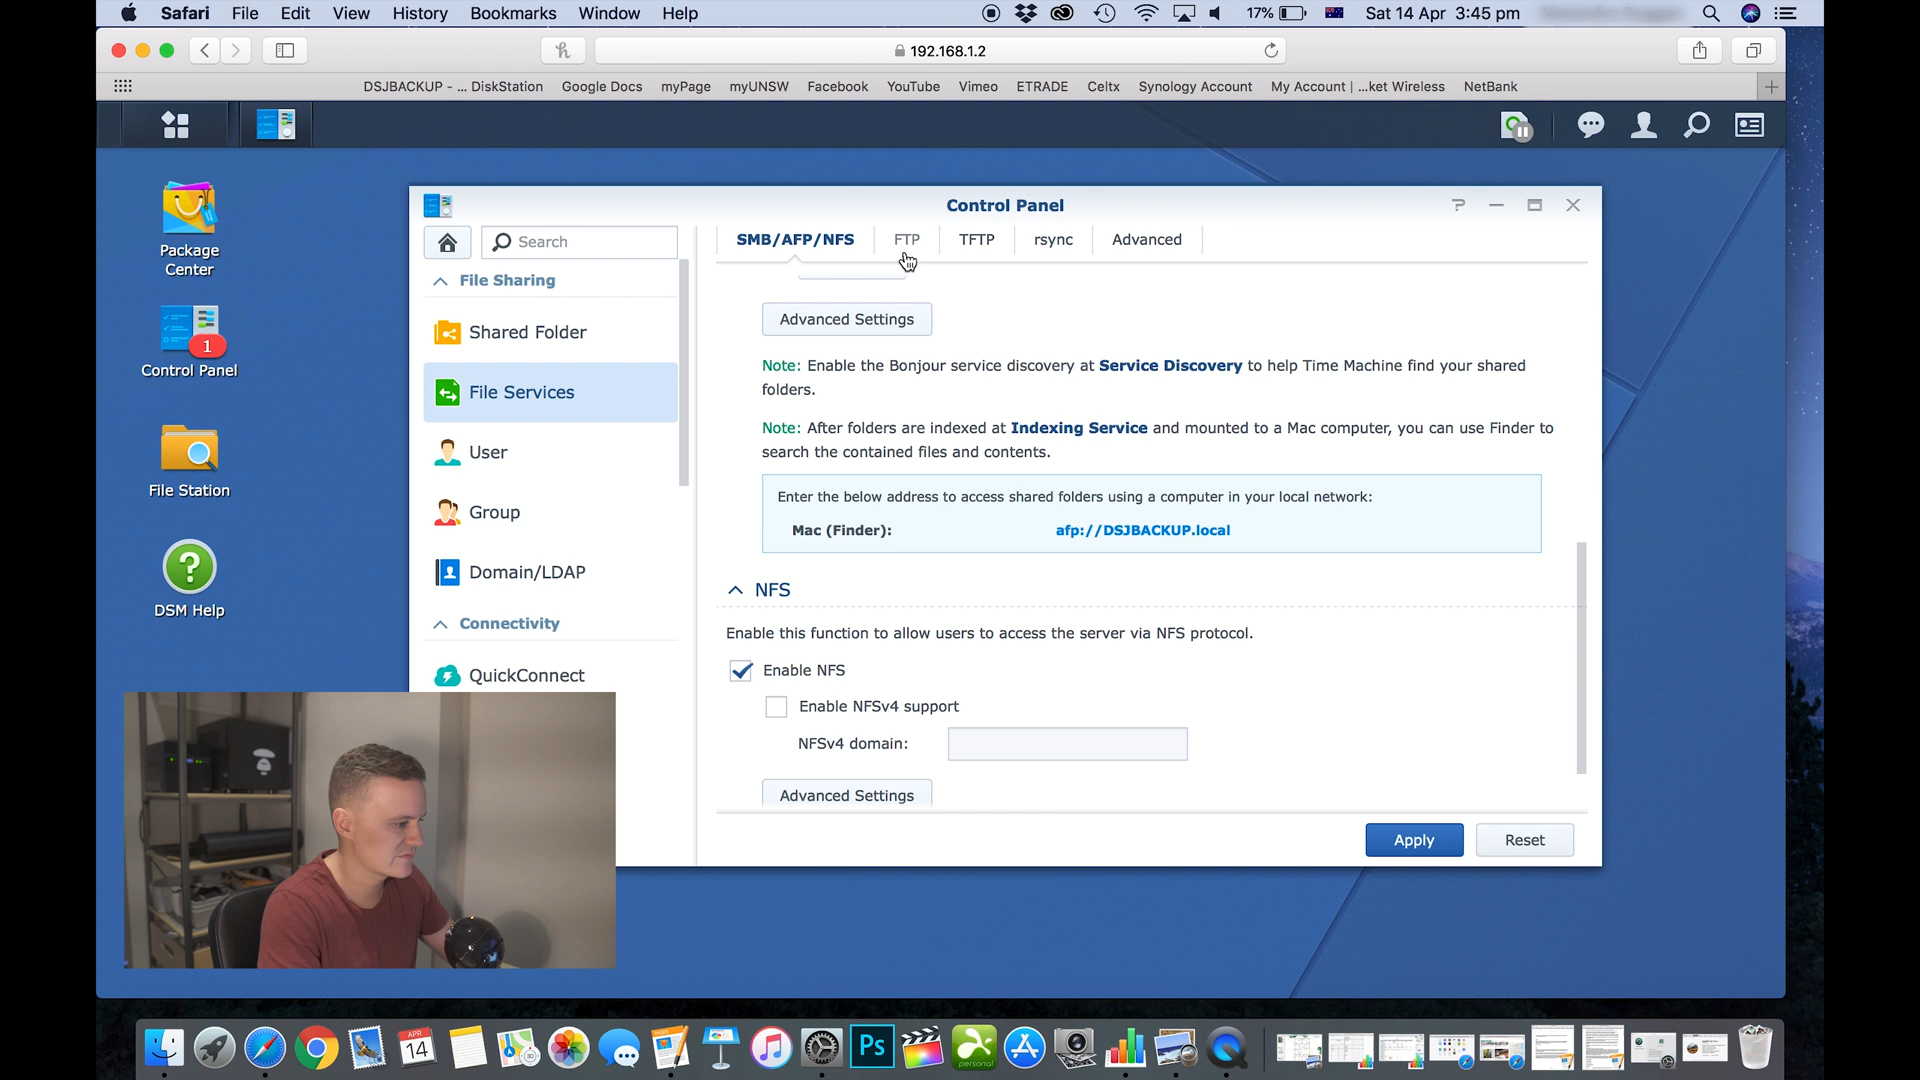 Safari File Edit View History Bookmarks Window Help 17% Sat 14 Apr 3:45 pm
192.168.1.2
DSJBACKUP - ... DiskStation Google Docs myPage myUNSW Facebook YouTube Vimeo ETRADE Celtx Synology Account My Account | ...ket Wireless NetBank
Package
Center
1
Control Panel
File Station
DSM Help
Control Panel
Search
SMB/AFP/NFS FTP TFTP rsync Advanced
File Sharing
Shared Folder
File Services
User
Group
Domain/LDAP
Connectivity
QuickConnect
Advanced Settings
Note: Enable the Bonjour service discovery at Service Discovery to help Time Machine find your shared
folders.
Note: After folders are indexed at Indexing Service and mounted to a Mac computer, you can use Finder to
search the contained files and contents.
Enter the below address to access shared folders using a computer in your local network:
Mac (Finder): afp://DSJBACKUP.local
NFS
Enable this function to allow users to access the server via NFS protocol.
Enable NFS
Enable NFSv4 support
NFSv4 domain:
Advanced Settings
Apply Reset
APR
14
Ps
personal